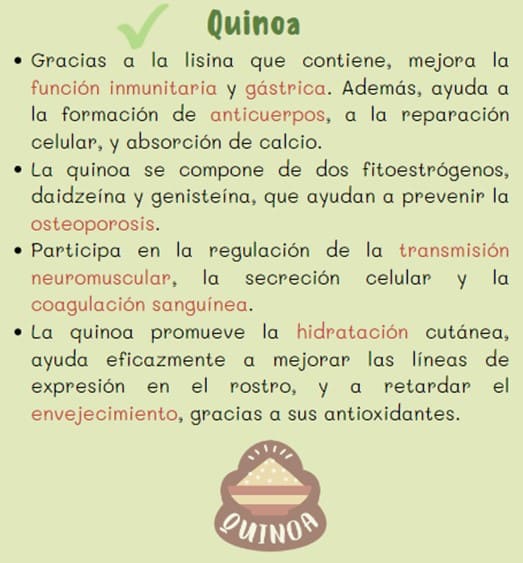 Quinoa
Gracias a la lisina que contiene, mejora la
función inmunitaria y gástrica. Además, ayuda a
la formación de anticuerpos, a la reparación
celular, y absorción de calcio.
La quinoa se compone de dos fitoestrógenos,
daidzeína y genisteína, que ayudan a prevenir la
osteoporosis.
Participa en la regulación de la transmisión
neuromuscular, la secreción celular y la
coagulación sanguínea.
La quinoa promueve la hidratación cutánea,
ayuda eficazmente a mejorar las líneas de
expresión en el rostro, y a retardar el
envejecimiento, gracias a sus antioxidantes.
QUINOA